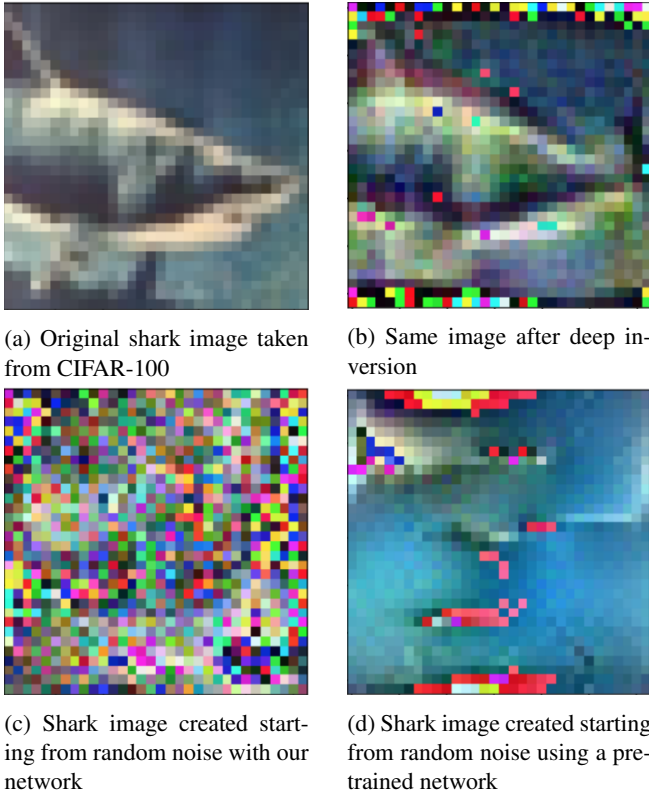 (a) Original shark image taken
from CIFAR-100
(b) Same image after deep in-
version
(c) Shark image created start-
ing from random noise with our
network
(d) Shark image created starting
from random noise using a pre-
trained network